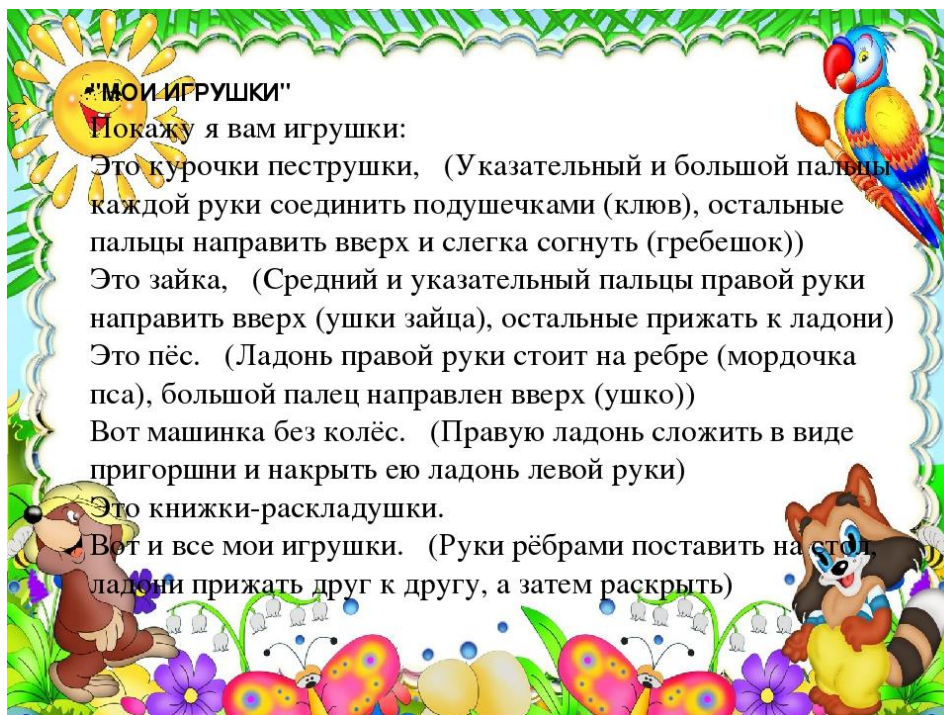 "МОИ ИГРУШКИ"
Покажу я вам игрушки:
Это курочки пеструшки, (Указательный и большой пальцы
каждой руки соединить подушечками (клюв), остальные
пальцы направить вверх и слегка согнуть (гребешок))
Это зайка, (Средний и указательный пальцы правой руки
направить вверх (ушки зайца), остальные прижать к ладони)
Это пёс. (Ладонь правой руки стоит на ребре (мордочка
пса), большой палец направлен вверх (ушко))
Вот машинка без колёс. (Правую ладонь сложить в виде
пригоршни и накрыть ею ладонь левой руки)
Это книжки-раскладушки.
Вот и все мои игрушки. (Руки рёбрами поставить на стол,
ладони прижать друг к другу, а затем раскрыть)